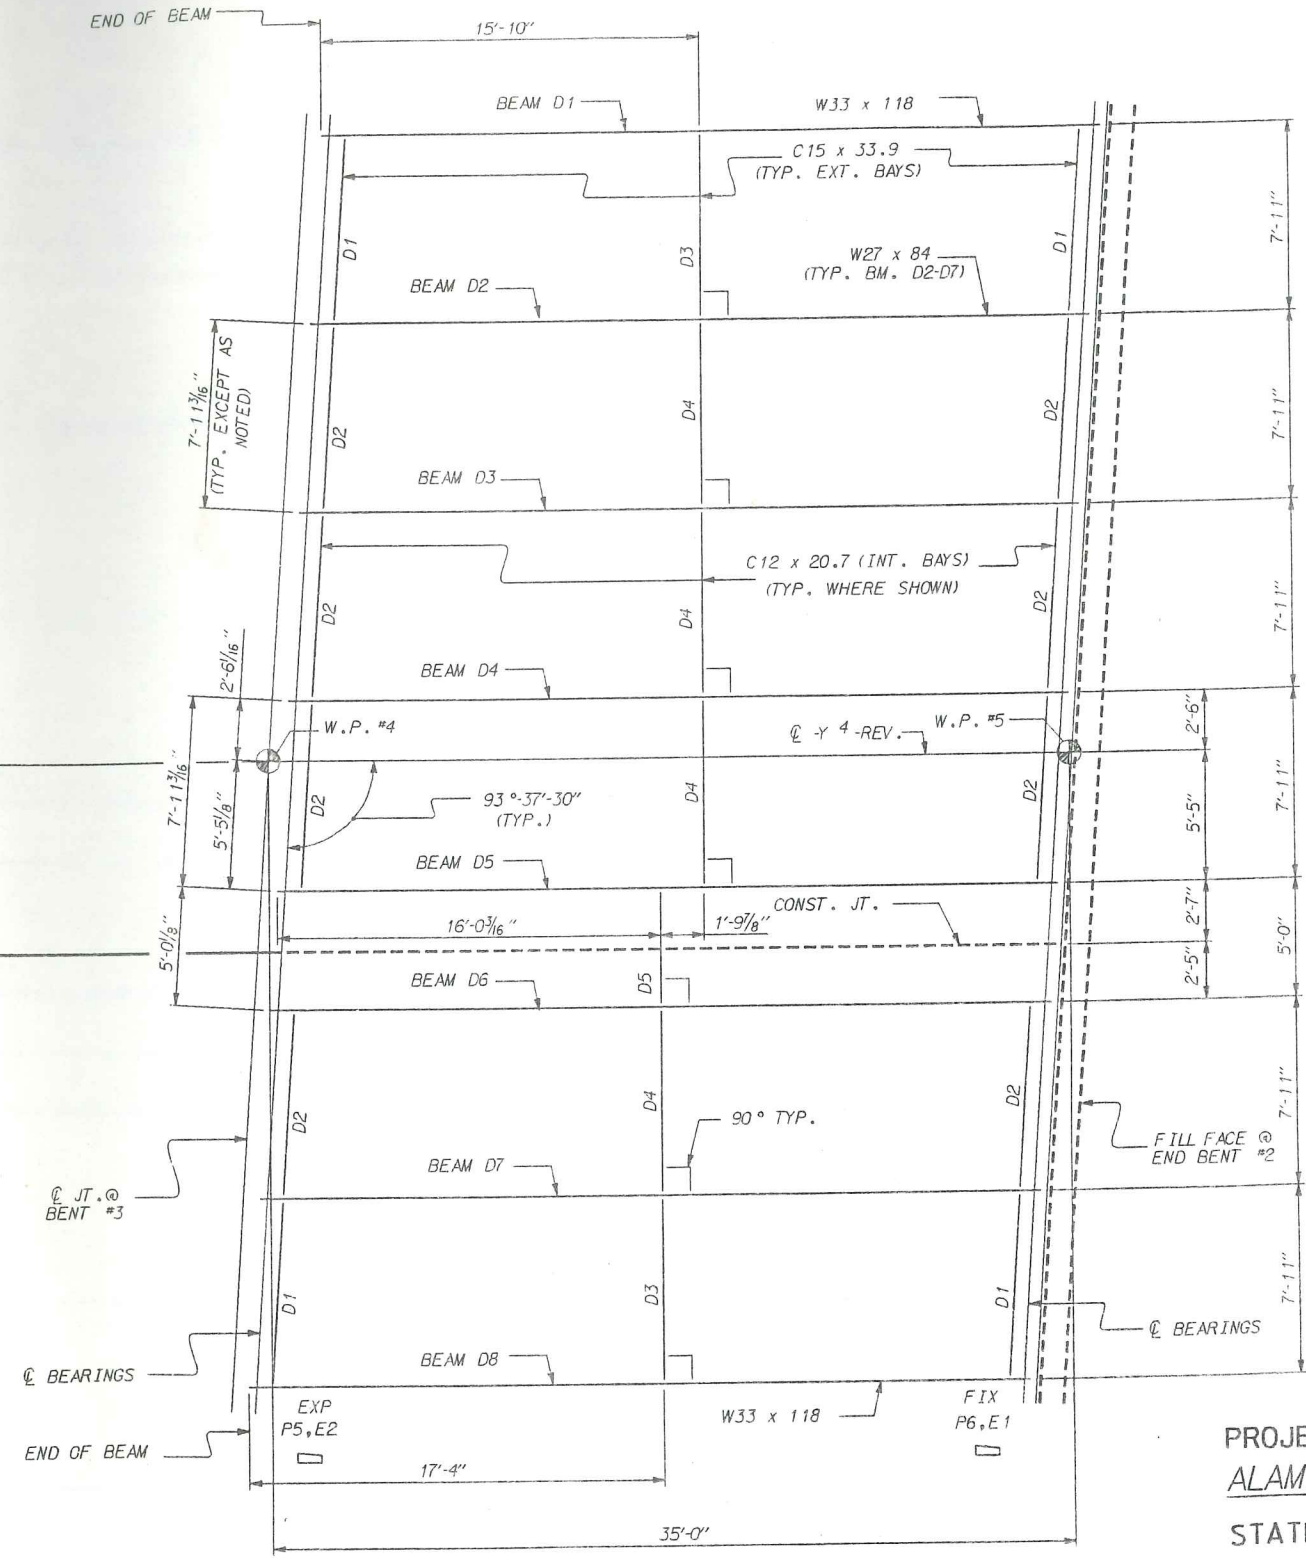 END OF BEAM
15'-10"
BEAM D1
W33 x 118
C15 x 33.9
(TYP. EXT. BAYS)
7'-11"
D1
D3
D1
W27 x 84
(TYP. BM. D2-D7)
BEAM D2
7'-11 3/16"
(TYP. EXCEPT AS
NOTED)
D2
D4
D2
7'-11"
BEAM D3
C12 x 20.7 (INT. BAYS)
(TYP. WHERE SHOWN)
D2
D4
D2
7'-11"
2'-6 1/16"
BEAM D4
2'-6"
W.P. #4
℄ -Y 4 -REV.
W.P. #5
7'-11 3/16"
5'-5 1/8"
D2
93°-37'-30"
(TYP.)
D4
D2
5'-5"
7'-11"
BEAM D5
CONST. JT.
16'-0 3/16"
1'-9 7/8"
2'-7"
5'-0 1/8"
5'-0"
BEAM D6
D5
2'-5"
D2
D4
90° TYP.
D2
7'-11"
FILL FACE @
END BENT #2
BEAM D7
℄ JT. @
BENT #3
D1
D3
D1
7'-11"
℄ BEARINGS
BEAM D8
℄ BEARINGS
EXP
P5,E2
W33 x 118
FIX
P6,E1
END OF BEAM
17'-4"
35'-0"
PROJE
ALAM
STATI